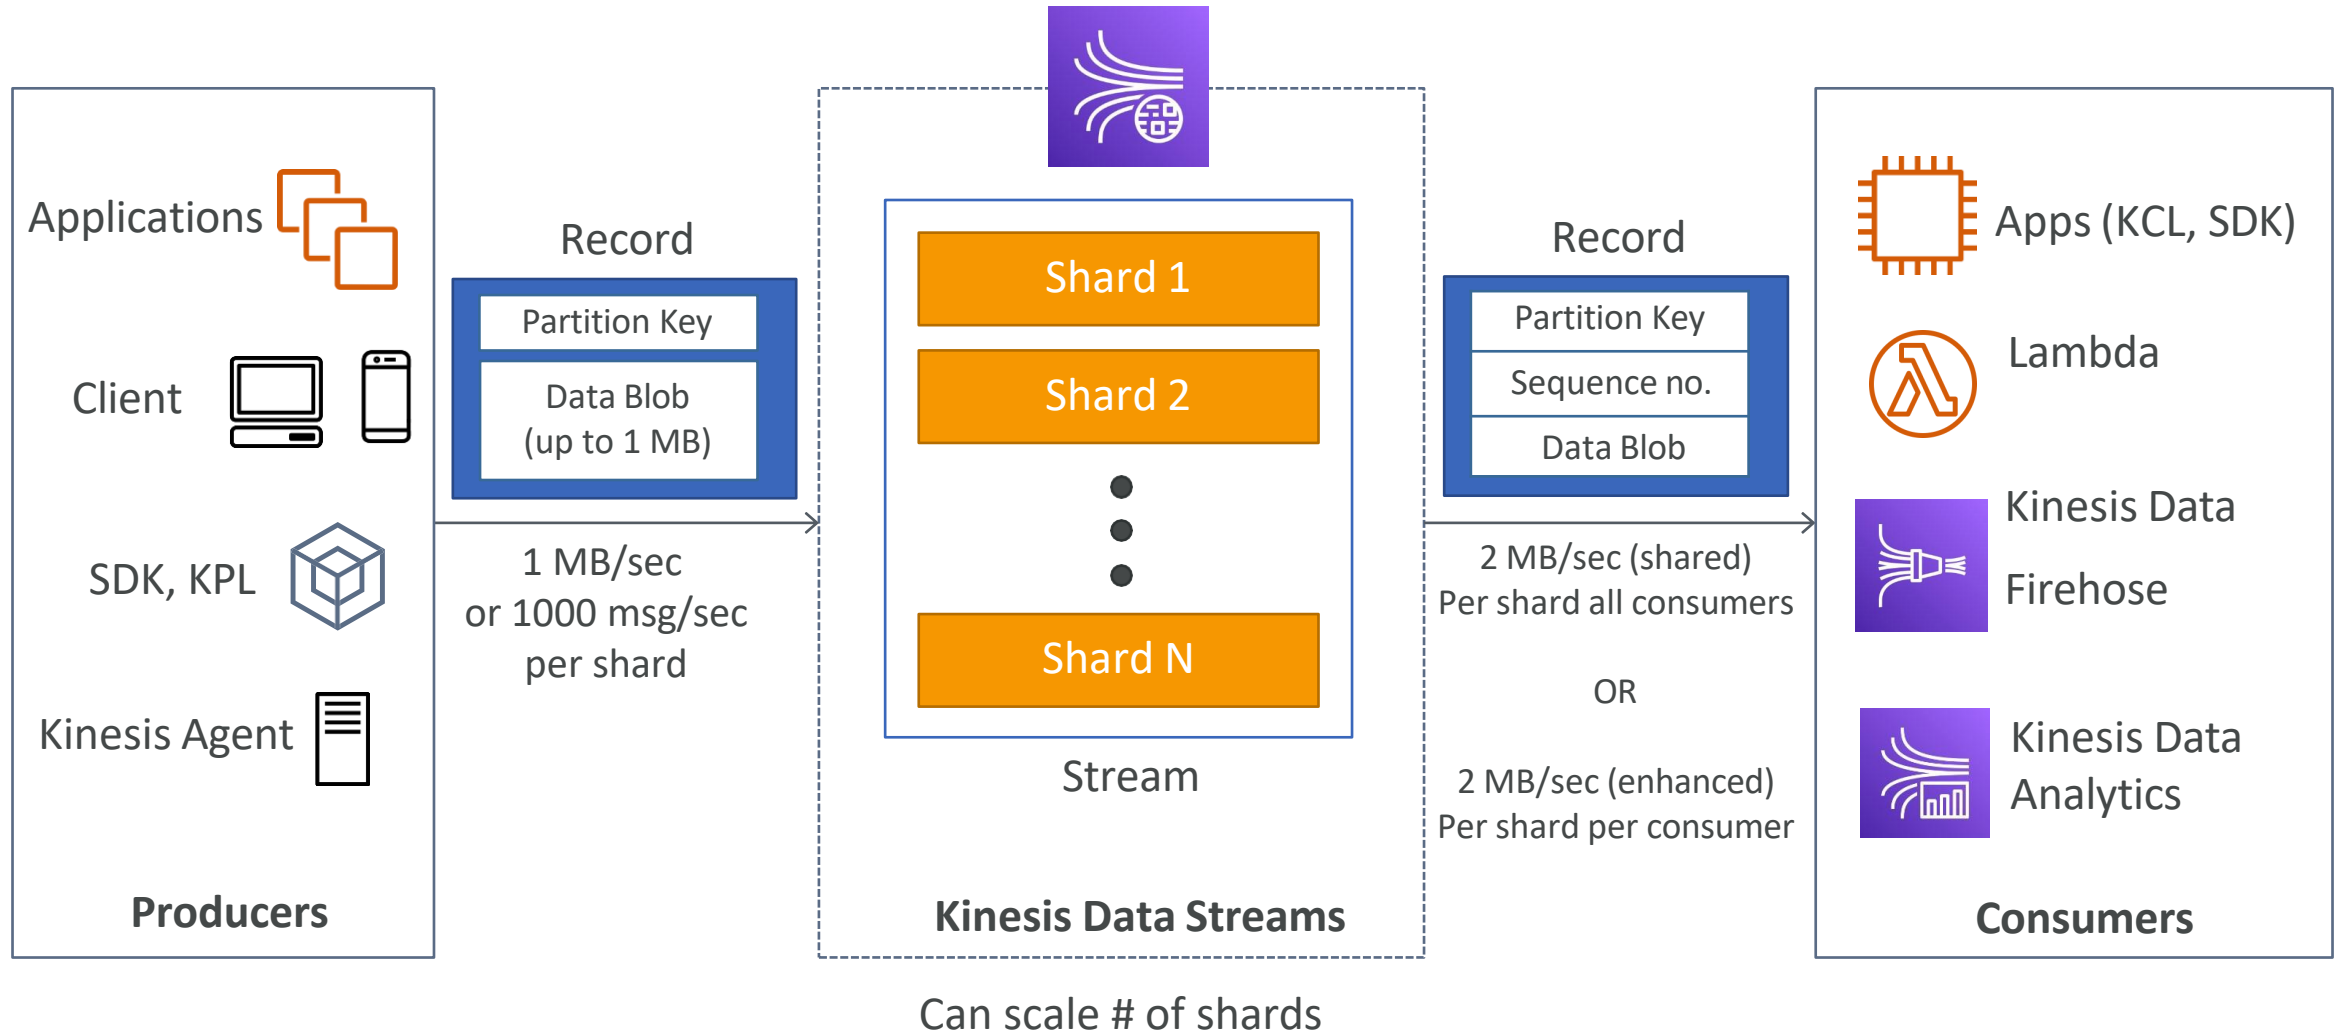 Applications
Client
SDK, KPL
Kinesis Agent
Producers
Record
Partition Key
Data Blob
(up to 1 MB)
1 MB/sec
or 1000 msg/sec
per shard
Shard 1
Shard 2
Shard N
Stream
Kinesis Data Streams
Can scale # of shards
Record
Partition Key
Sequence no.
Data Blob
2 MB/sec (shared)
Per shard all consumers
OR
2 MB/sec (enhanced)
Per shard per consumer
Apps (KCL, SDK)
Lambda
Kinesis Data
Firehose
Kinesis Data
Analytics
Consumers